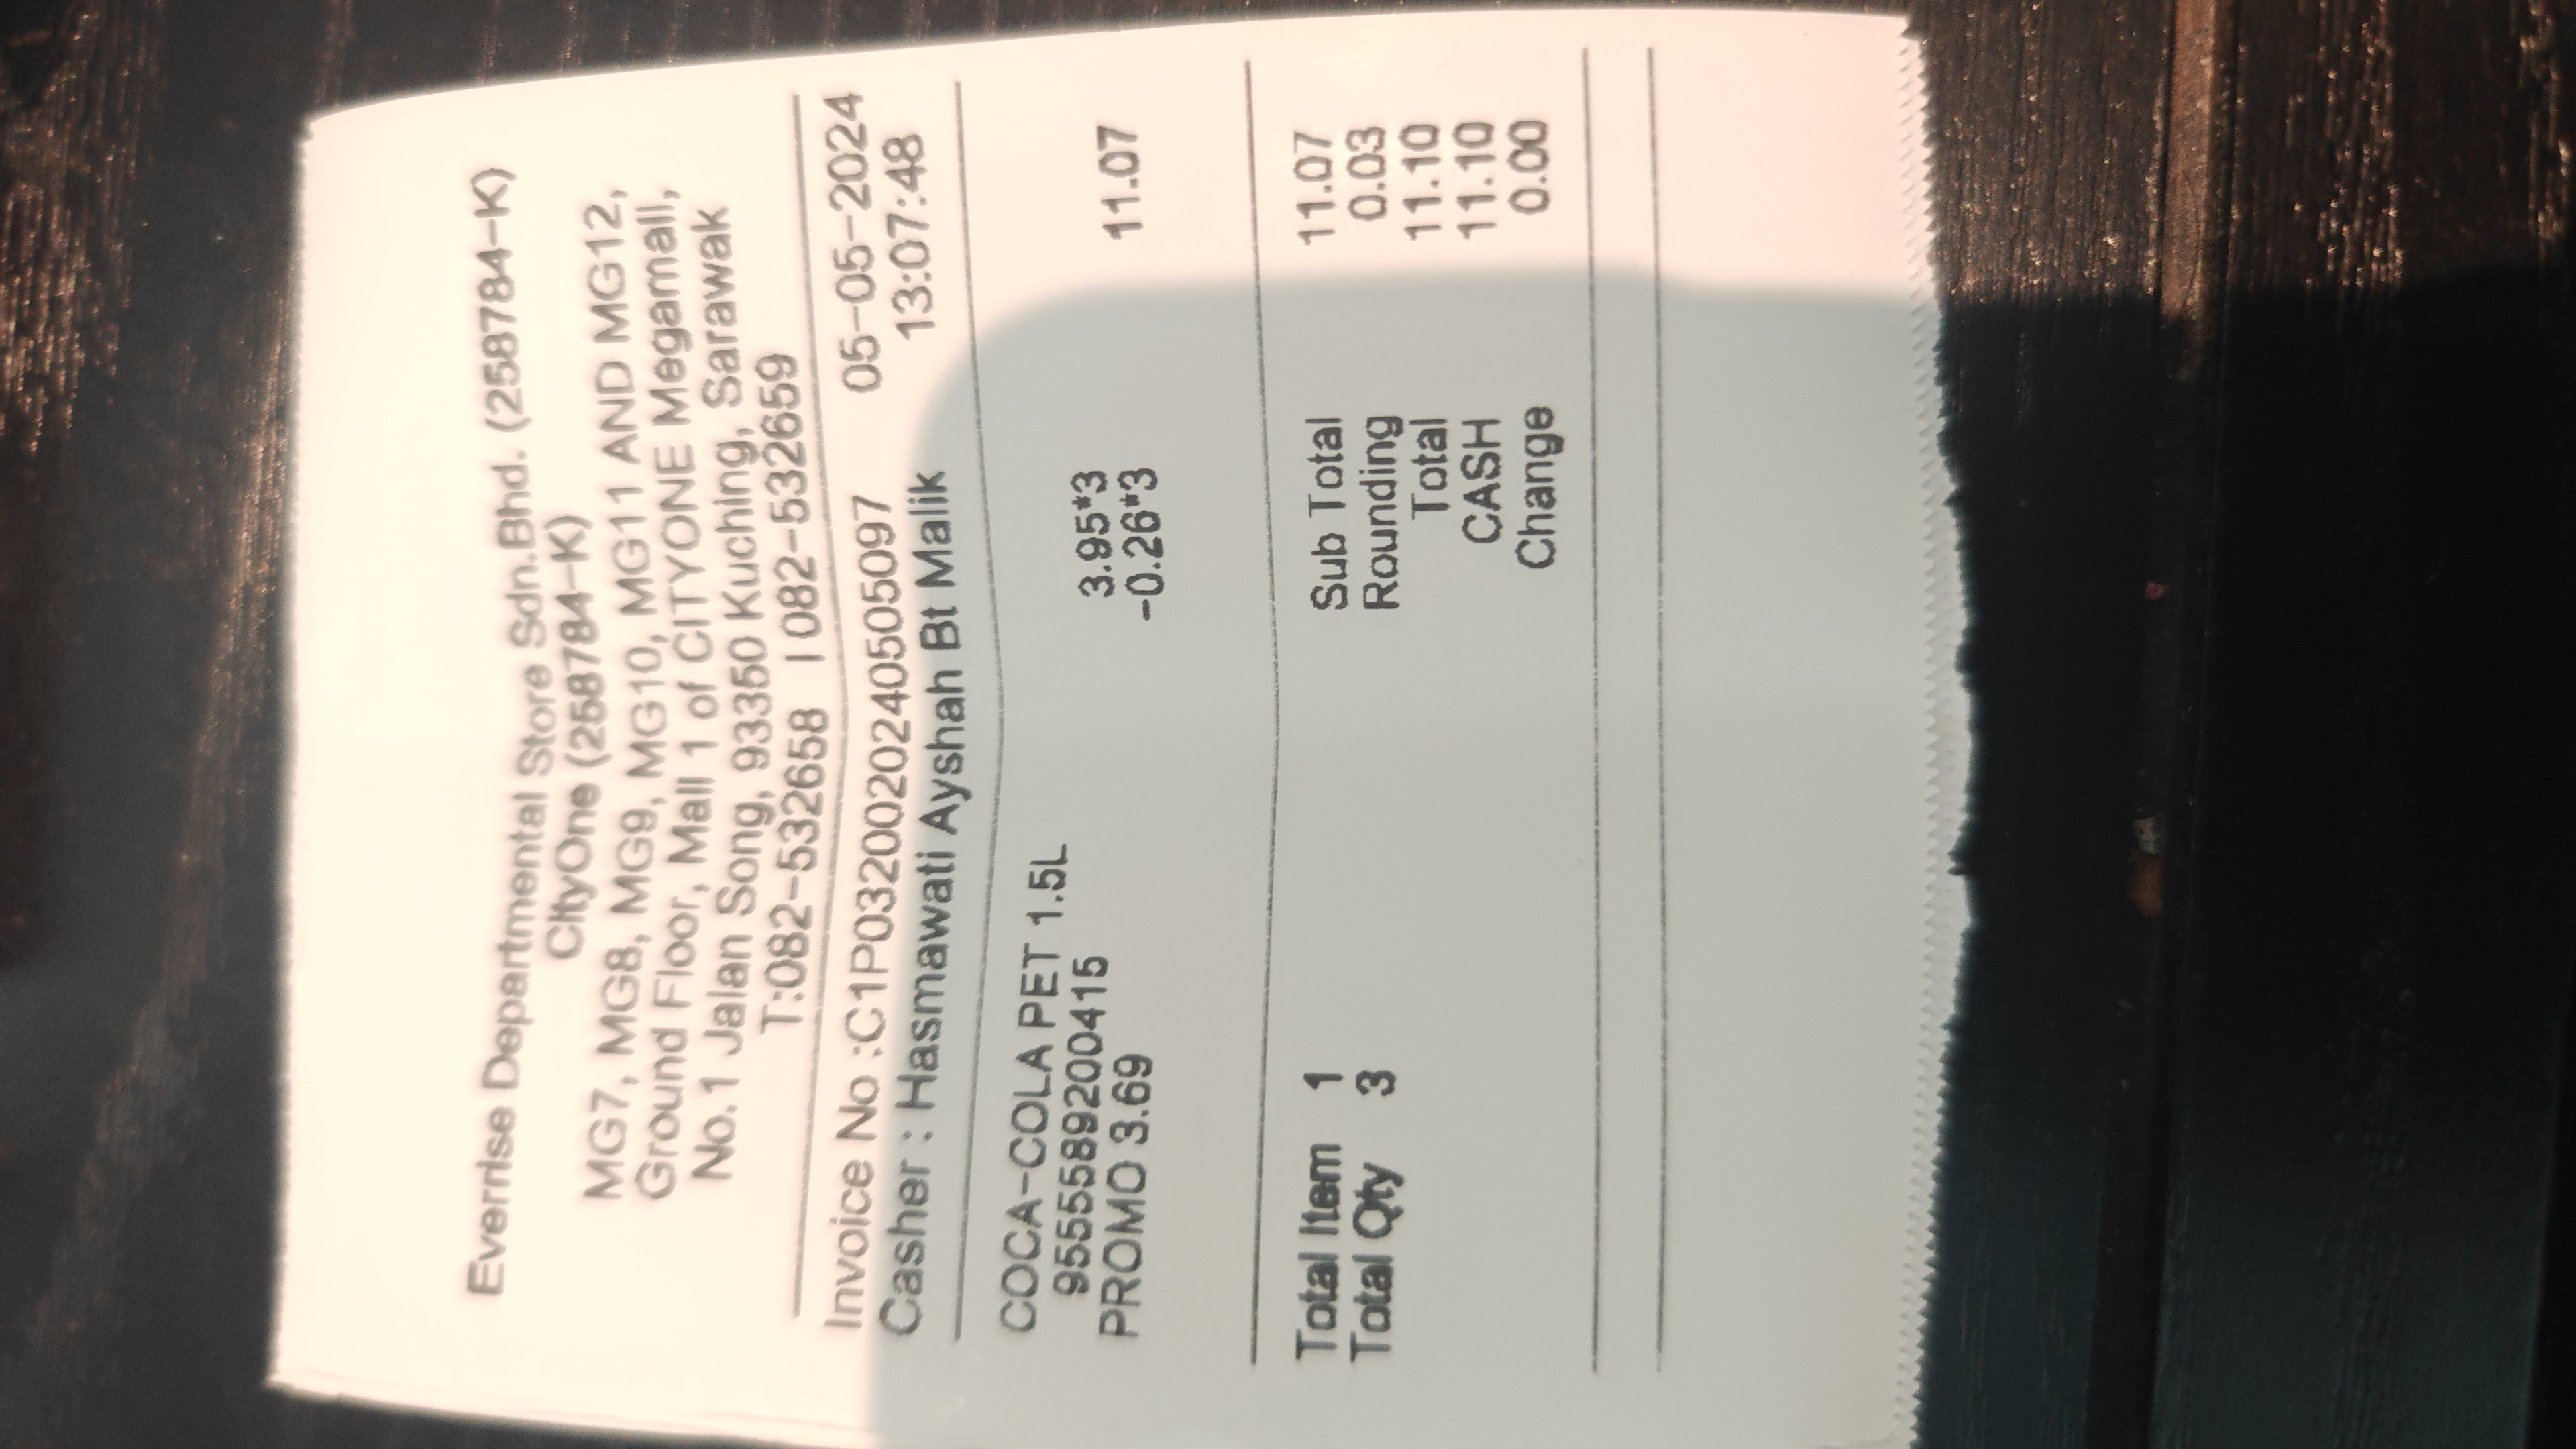 Everrise Departmental Store Sdn.Bhd. (258784-K)
CityOne (258784-K)
MG7, MG8, MG9, MG10, MG11 AND MG12,
Ground Floor, Mall 1 of CITYONE Megamall,
No.1 Jalan Song, 93350 Kuching, Sarawak
T:082-532658 | 082-532659
Invoice No :C1P0320020240505097 05-05-2024
Casher : Hasmawati Ayshah Bt Malik 13:07:48
COCA-COLA PET 1.5L
9555589200415 3.95*3
PROMO 3.69 -0.26*3 11.07
Total Item 1 Sub Total 11.07
Total Qty 3 Rounding 0.03
Total 11.10
CASH 11.10
Change 0.00